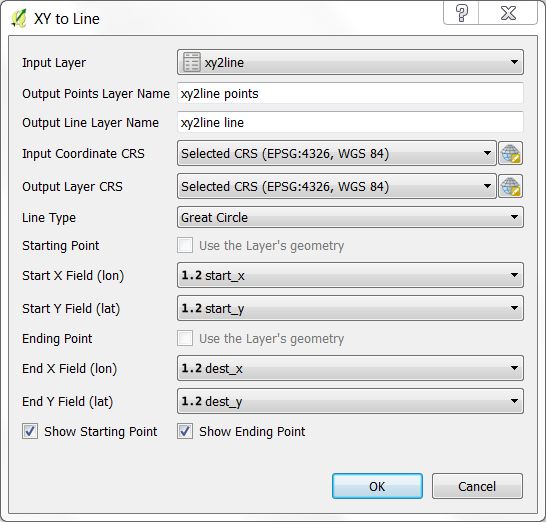 XY to Line
Input Layer xy2line
Output Points Layer Name xy2line points
Output Line Layer Name xy2line line
Input Coordinate CRS Selected CRS (EPSG:4326, WGS 84)
Output Layer CRS Selected CRS (EPSG:4326, WGS 84)
Line Type Great Circle
Starting Point Use the Layer's geometry
Start X Field (lon) 1.2 start_x
Start Y Field (lat) 1.2 start_y
Ending Point Use the Layer's geometry
End X Field (lon) 1.2 dest_x
End Y Field (lat) 1.2 dest_y
Show Starting Point Show Ending Point
OK Cancel